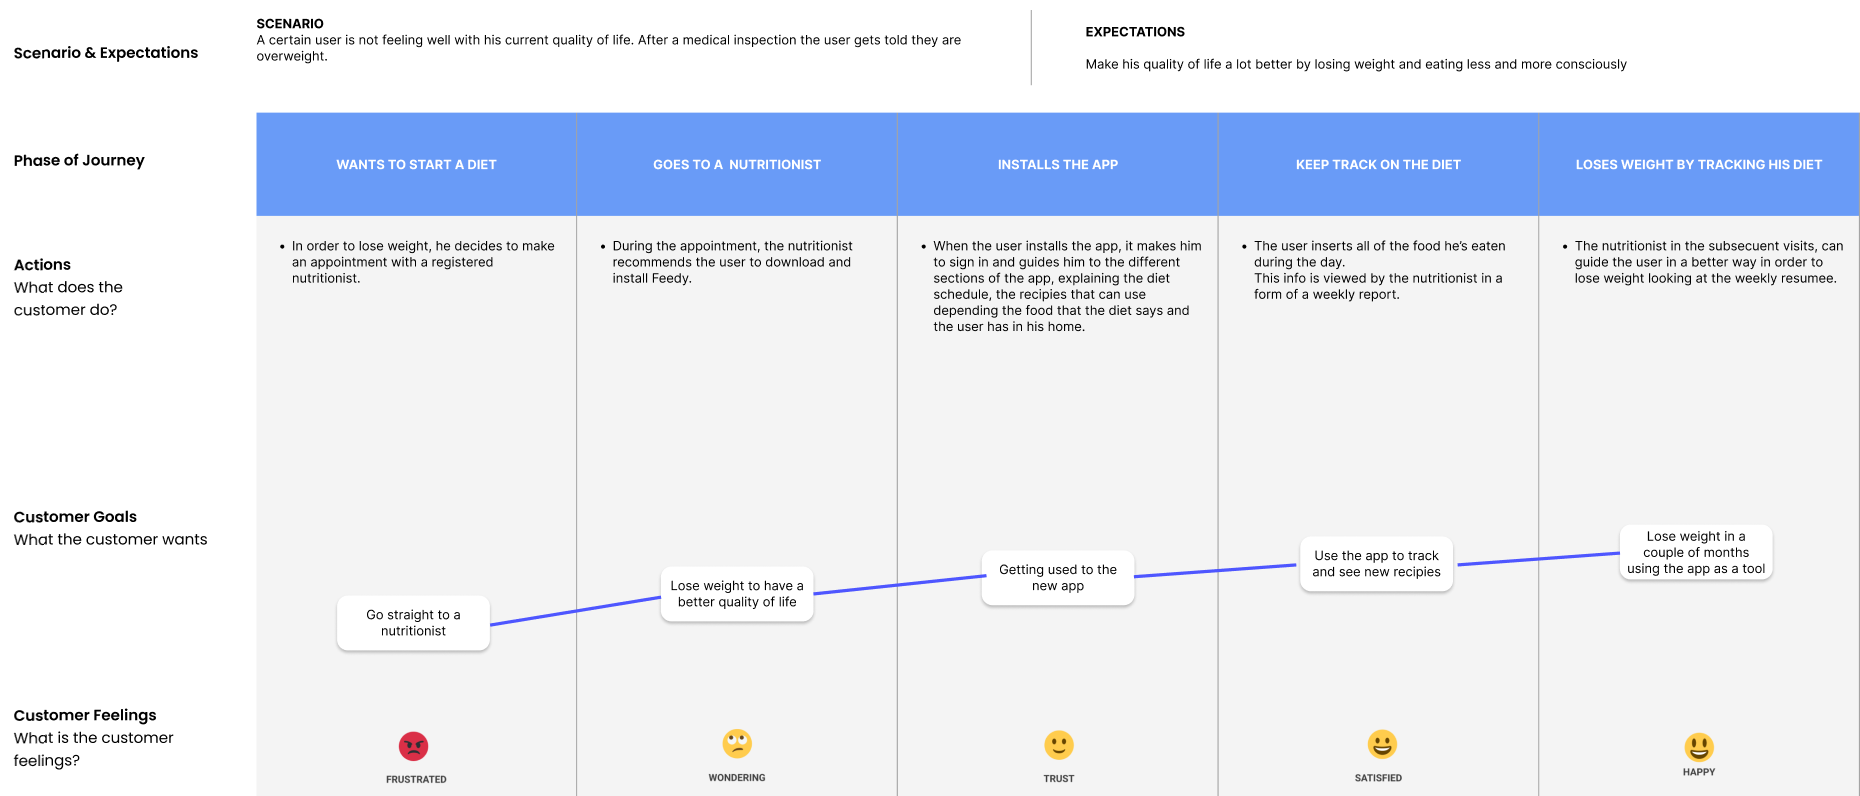 Scenario & Expectations
SCENARIO
A certain user is not feeling well with his current quality of life. After a medical inspection the user gets told they are
overweight.
EXPECTATIONS
Make his quality of life a lot better by losing weight and eating less and more consciously
Phase of Journey
WANTS TO START A DIET
GOES TO A  NUTRITIONIST
INSTALLS THE APP
KEEP TRACK ON THE DIET
LOSES WEIGHT BY TRACKING HIS DIET
Actions
What does the
customer do?
• In order to lose weight, he decides to make
an appointment with a registered
nutritionist.
• During the appointment, the nutritionist
recommends the user to download and
install Feedy.
• When the user installs the app, it makes him
to sign in and guides him to the different
sections of the app, explaining the diet
schedule, the recipies that can use
depending the food that the diet says and
the user has in his home.
• The user inserts all of the food he's eaten
during the day.
This info is viewed by the nutritionist in a
form of a weekly report.
• The nutritionist in the subsecuent visits, can
guide the user in a better way in order to
lose weight looking at the weekly resumee.
Customer Goals
What the customer wants
Go straight to a
nutritionist
Lose weight to have a
better quality of life
Getting used to the
new app
Use the app to track
and see new recipies
Lose weight in a
couple of months
using the app as a tool
Customer Feelings
What is the customer
feelings?
FRUSTRATED
WONDERING
TRUST
SATISFIED
HAPPY